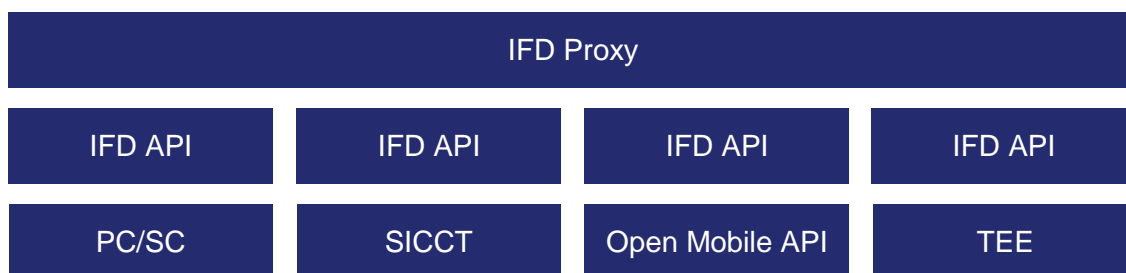 IFD Proxy
IFD API
IFD API
IFD API
IFD API
PC/SC
SICCT
Open Mobile API
TEE